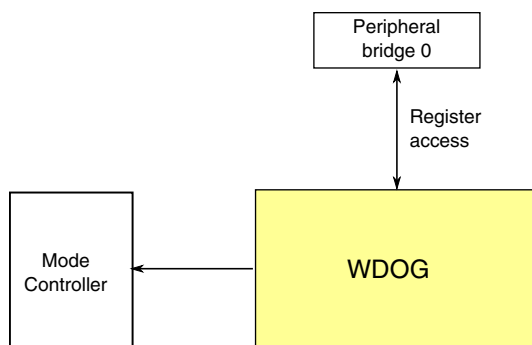 Peripheral
bridge 0
Register
access
Mode
Controller
WDOG